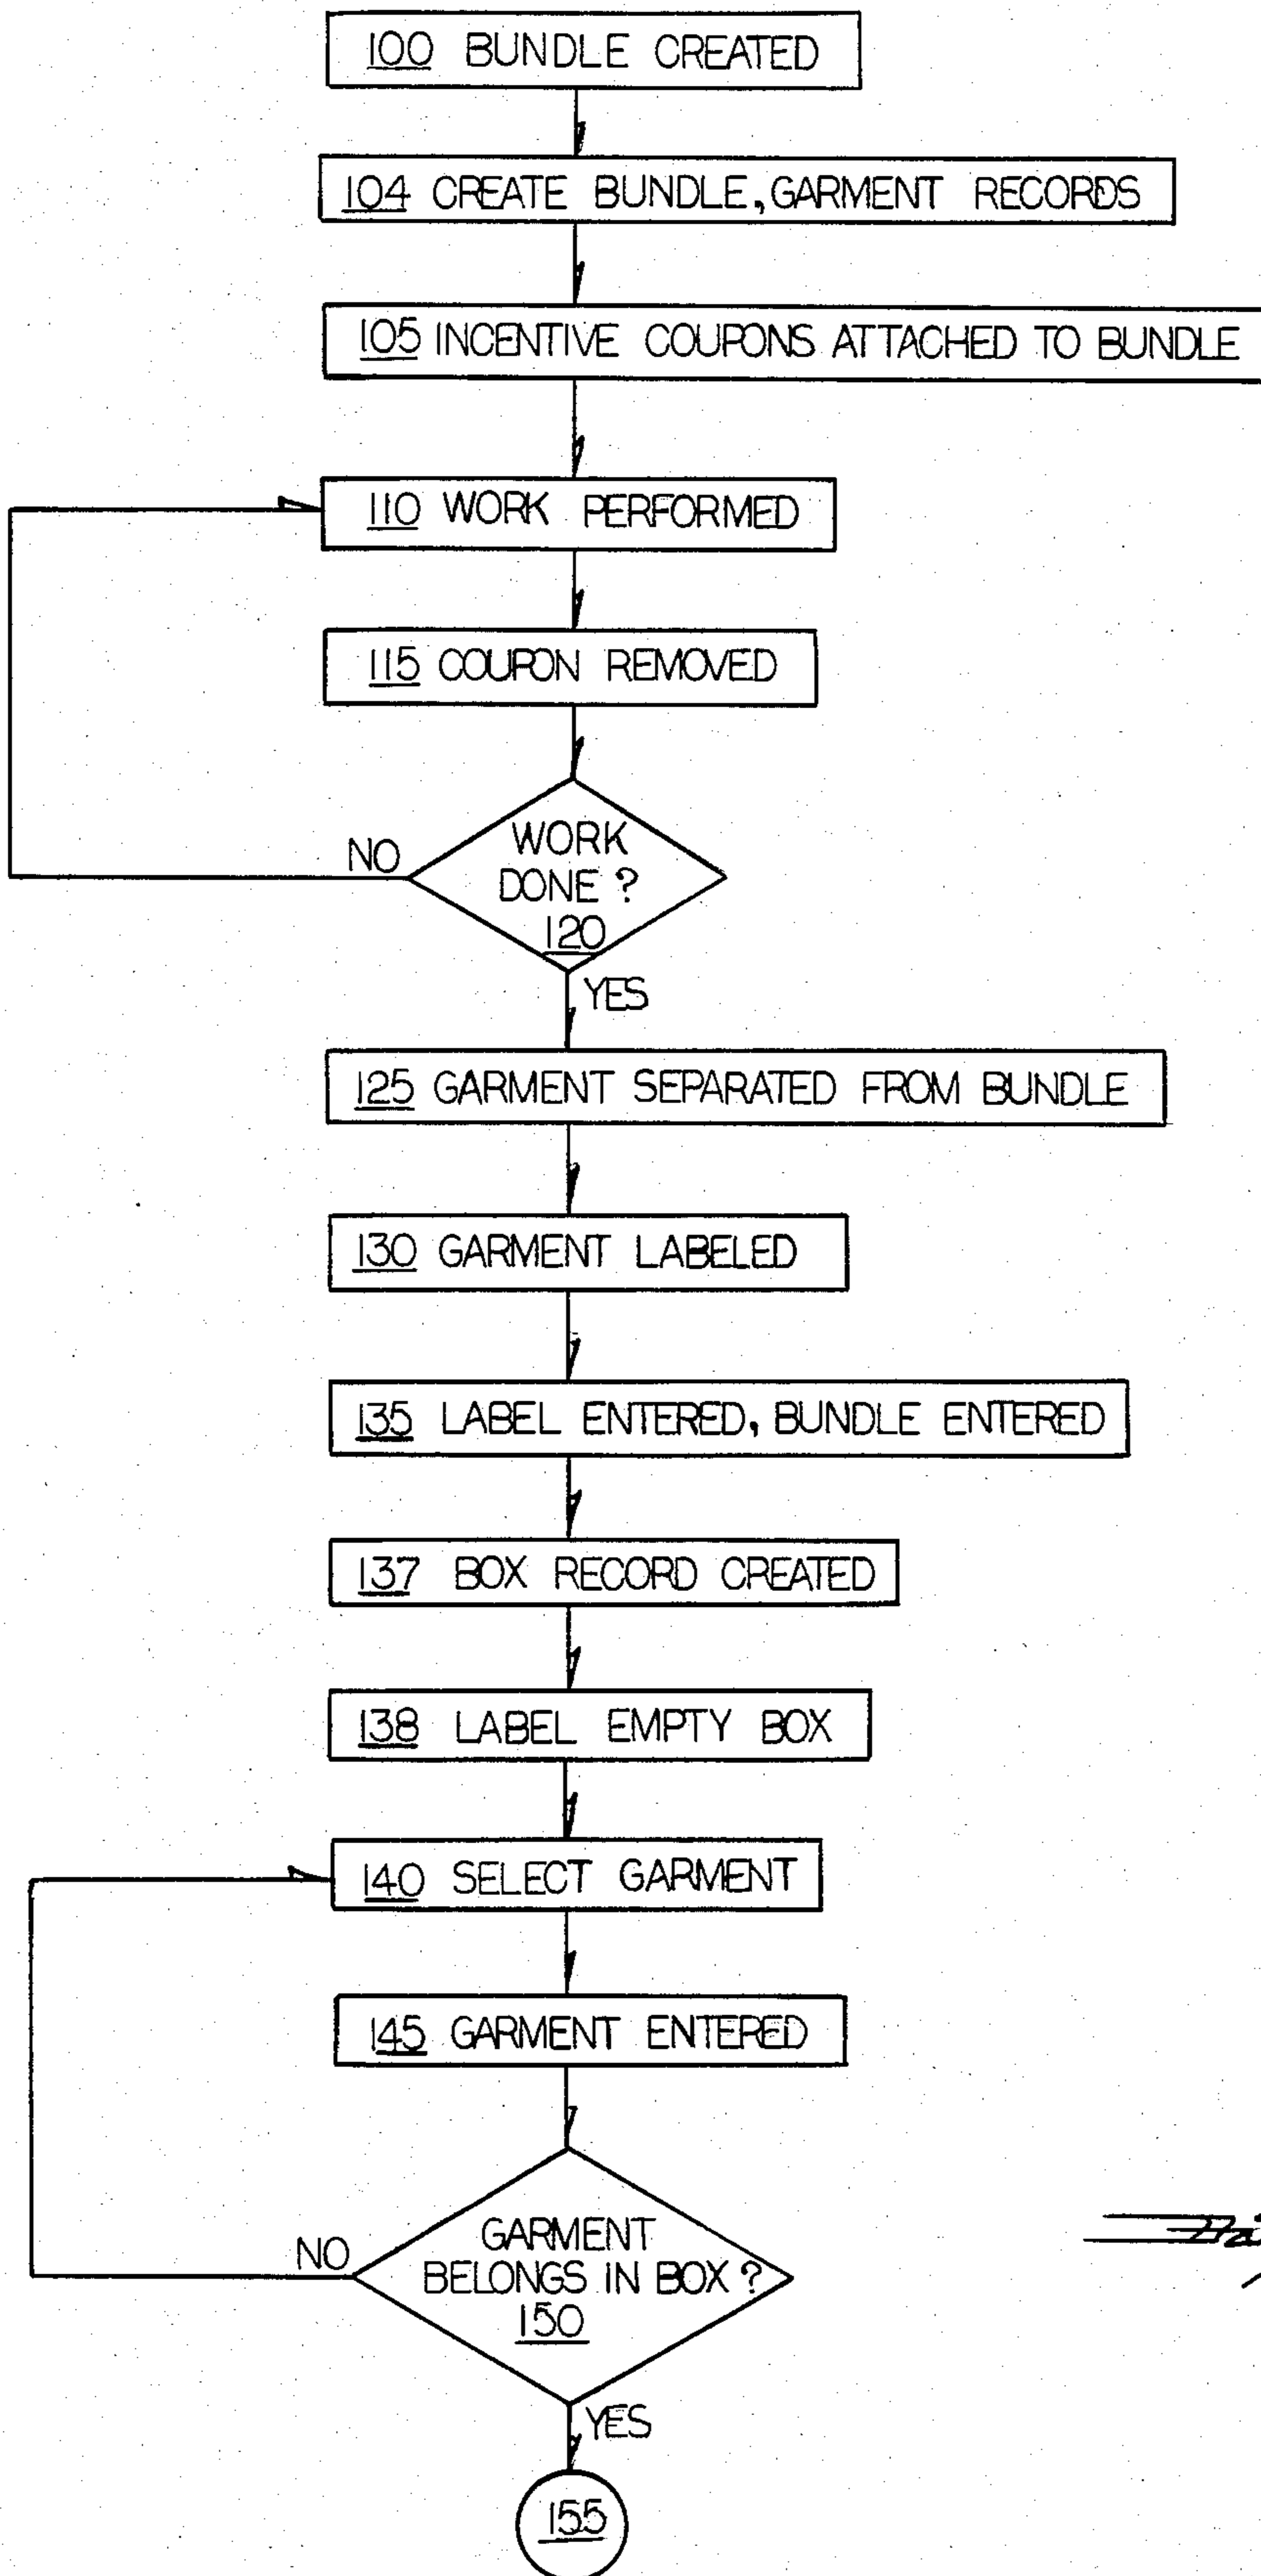 100 BUNDLE CREATED
104 CREATE BUNDLE, GARMENT RECORDS
105 INCENTIVE COUPONS ATTACHED TO BUNDLE
110 WORK PERFORMED
115 COUPON REMOVED
WORK
DONE ?
120
NO
YES
125 GARMENT SEPARATED FROM BUNDLE
130 GARMENT LABELED
135 LABEL ENTERED, BUNDLE ENTERED
137 BOX RECORD CREATED
138 LABEL EMPTY BOX
140 SELECT GARMENT
145 GARMENT ENTERED
GARMENT
BELONGS IN BOX ?
150
NO
YES
155